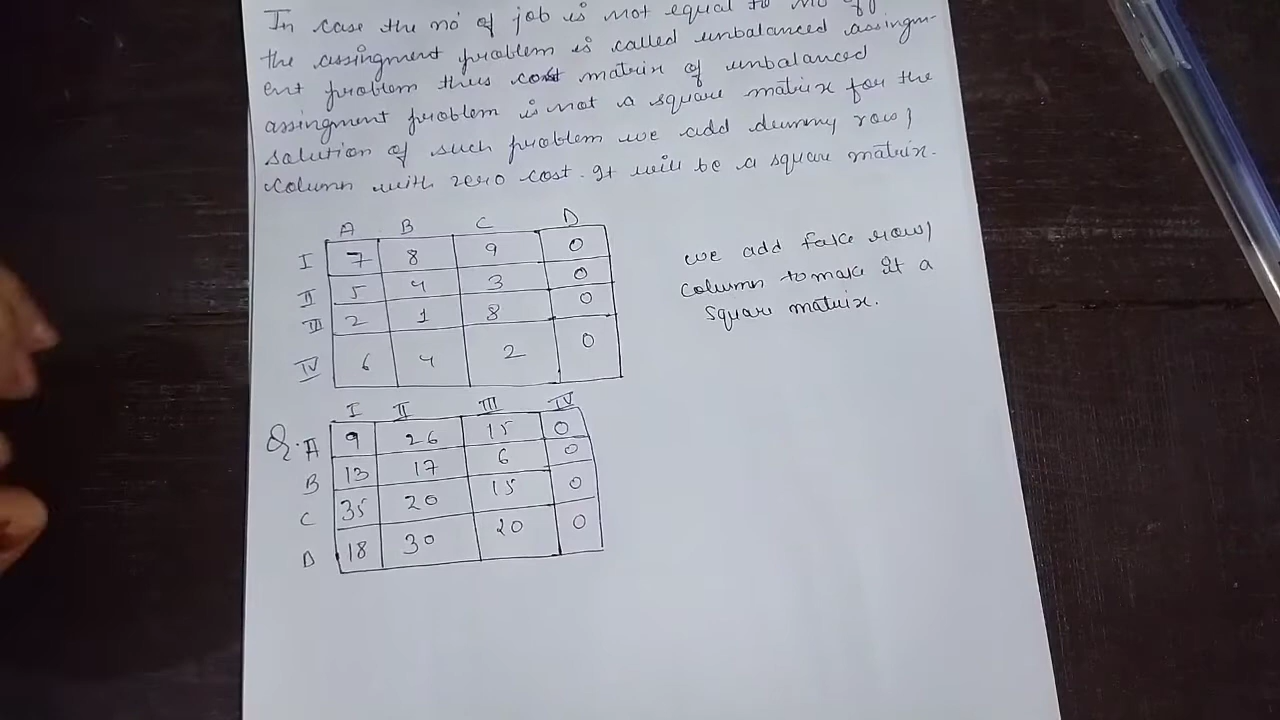 In case the no of job is not equal to no of
the assingment problem is called unbalanced assingm-
ent problem thus cost matrix of unbalanced
assingment problem is not a square matrix for the
salution of such problem we add dummy row/
column with zero cost. It will be a square matrix.
A B C D
I 7 8 9 0
II 5 4 3 0
III 2 1 8 0
IV 6 4 2 0
we add fake row/
column to make it a
square matrix.
I II III IV
Q. A 9 26 15 0
B 13 17 6 0
C 35 20 15 0
D 18 30 20 0